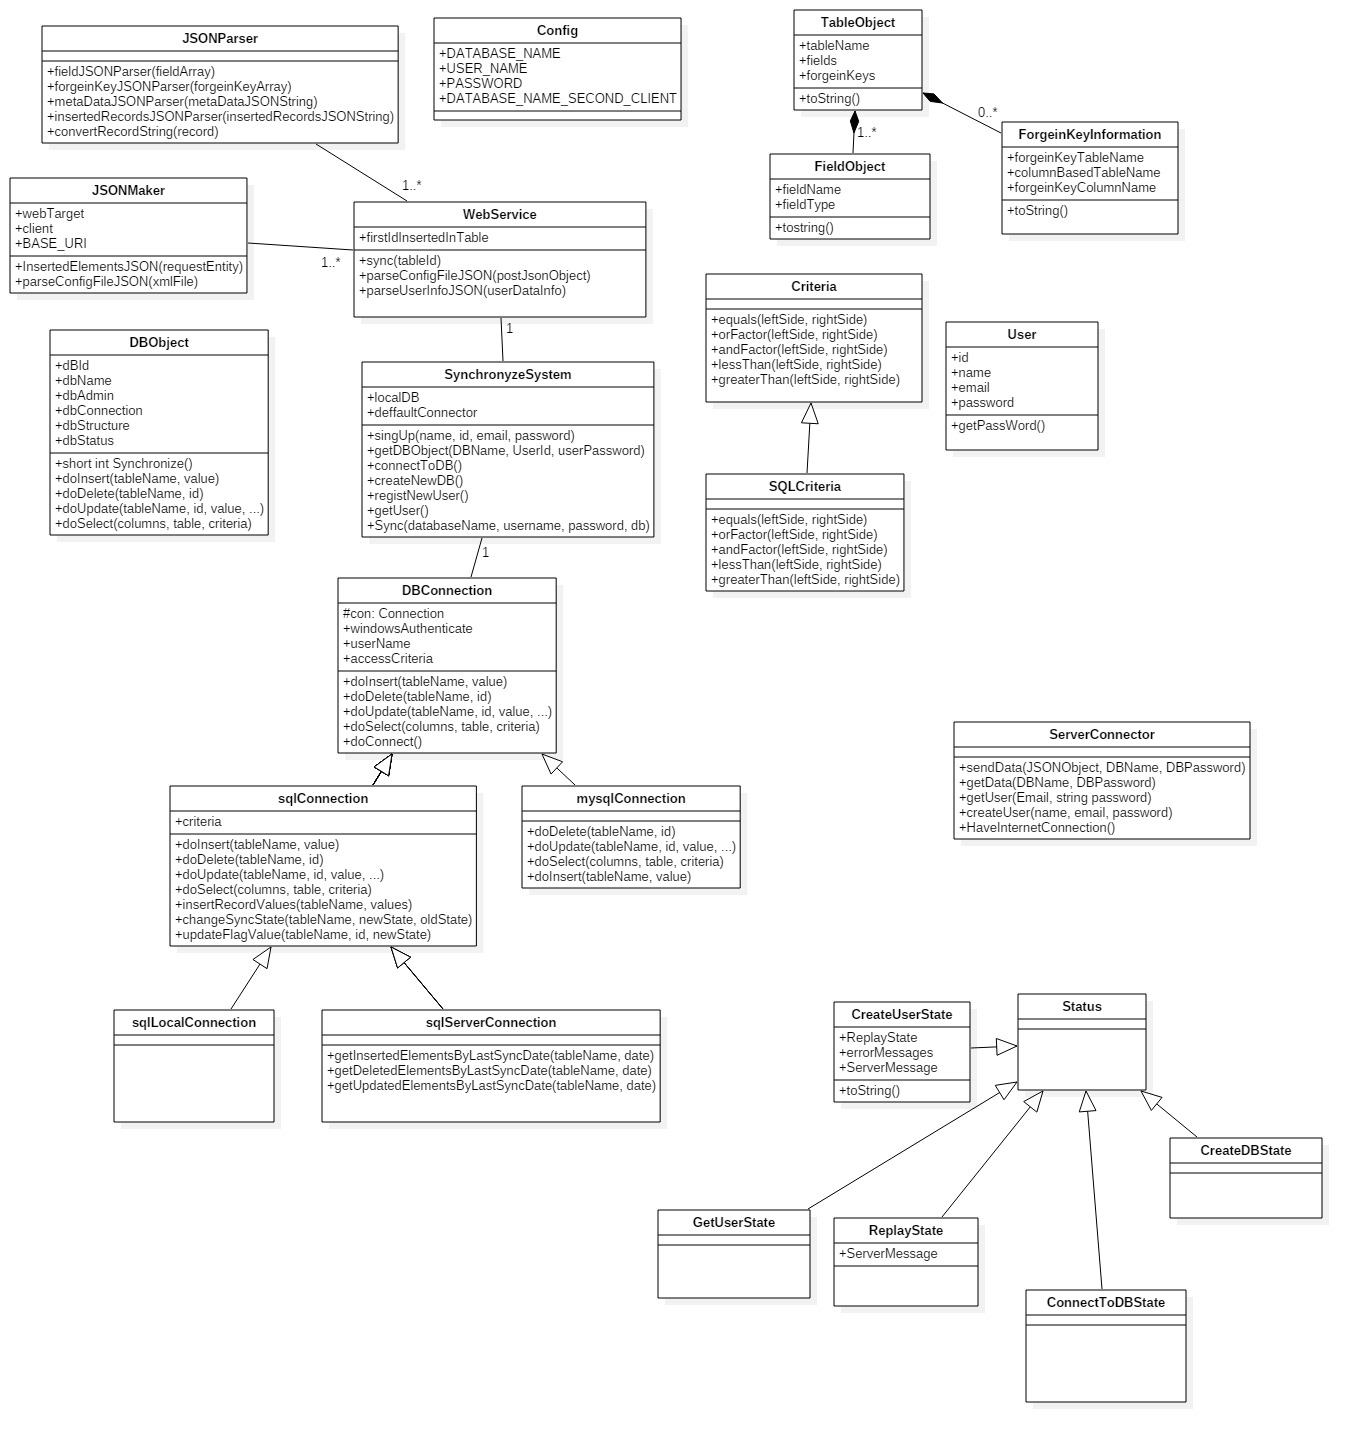 JSONParser
+fieldJSONParser(fieldArray)
+forgeinKeyJSONParser(forgeinKeyArray)
+metaDataJSONParser(metaDataJSONString)
+insertedRecordsJSONParser(insertedRecordsJSONString)
+convertRecordString(record)
Config
+DATABASE_NAME
+USER_NAME
+PASSWORD
+DATABASE_NAME_SECOND_CLIENT
TableObject
+tableName
+fields
+forgeinKeys
+toString()
0..*
1..*
ForgeinKeyInformation
+forgeinKeyTableName
+columnBasedTableName
+forgeinKeyColumnName
+toString()
FieldObject
+fieldName
+fieldType
+tostring()
1..*
JSONMaker
+webTarget
+client
+BASE_URI
+InsertedElementsJSON(requestEntity)
+parseConfigFileJSON(xmlFile)
1..*
WebService
+firstIdInsertedInTable
+sync(tableId)
+parseConfigFileJSON(postJsonObject)
+parseUserInfoJSON(userDataInfo)
1
Criteria
+equals(leftSide, rightSide)
+orFactor(leftSide, rightSide)
+andFactor(leftSide, rightSide)
+lessThan(leftSide, rightSide)
+greaterThan(leftSide, rightSide)
User
+id
+name
+email
+password
+getPassWord()
DBObject
+dBId
+dbName
+dbAdmin
+dbConnection
+dbStructure
+dbStatus
+short int Synchronize()
+doInsert(tableName, value)
+doDelete(tableName, id)
+doUpdate(tableName, id, value, ...)
+doSelect(columns, table, criteria)
SynchronyzeSystem
+localDB
+deffaultConnector
+singUp(name, id, email, password)
+getDBObject(DBName, UserId, userPassword)
+connectToDB()
+createNewDB()
+registNewUser()
+getUser()
+Sync(databaseName, username, password, db)
1
SQLCriteria
+equals(leftSide, rightSide)
+orFactor(leftSide, rightSide)
+andFactor(leftSide, rightSide)
+lessThan(leftSide, rightSide)
+greaterThan(leftSide, rightSide)
DBConnection
#con: Connection
+windowsAuthenticate
+userName
+accessCriteria
+doInsert(tableName, value)
+doDelete(tableName, id)
+doUpdate(tableName, id, value, ...)
+doSelect(columns, table, criteria)
+doConnect()
ServerConnector
+sendData(JSONObject, DBName, DBPassword)
+getData(DBName, DBPassword)
+getUser(Email, string password)
+createUser(name, email, password)
+HaveInternetConnection()
sqlConnection
+criteria
+doInsert(tableName, value)
+doDelete(tableName, id)
+doUpdate(tableName, id, value, ...)
+doSelect(columns, table, criteria)
+insertRecordValues(tableName, values)
+changeSyncState(tableName, newState, oldState)
+updateFlagValue(tableName, id, newState)
mysqlConnection
+doDelete(tableName, id)
+doUpdate(tableName, id, value, ...)
+doSelect(columns, table, criteria)
+doInsert(tableName, value)
sqlLocalConnection
sqlServerConnection
+getInsertedElementsByLastSyncDate(tableName, date)
+getDeletedElementsByLastSyncDate(tableName, date)
+getUpdatedElementsByLastSyncDate(tableName, date)
CreateUserState
+ReplayState
+errorMessages
+ServerMessage
+toString()
Status
CreateDBState
GetUserState
ReplayState
+ServerMessage
ConnectToDBState